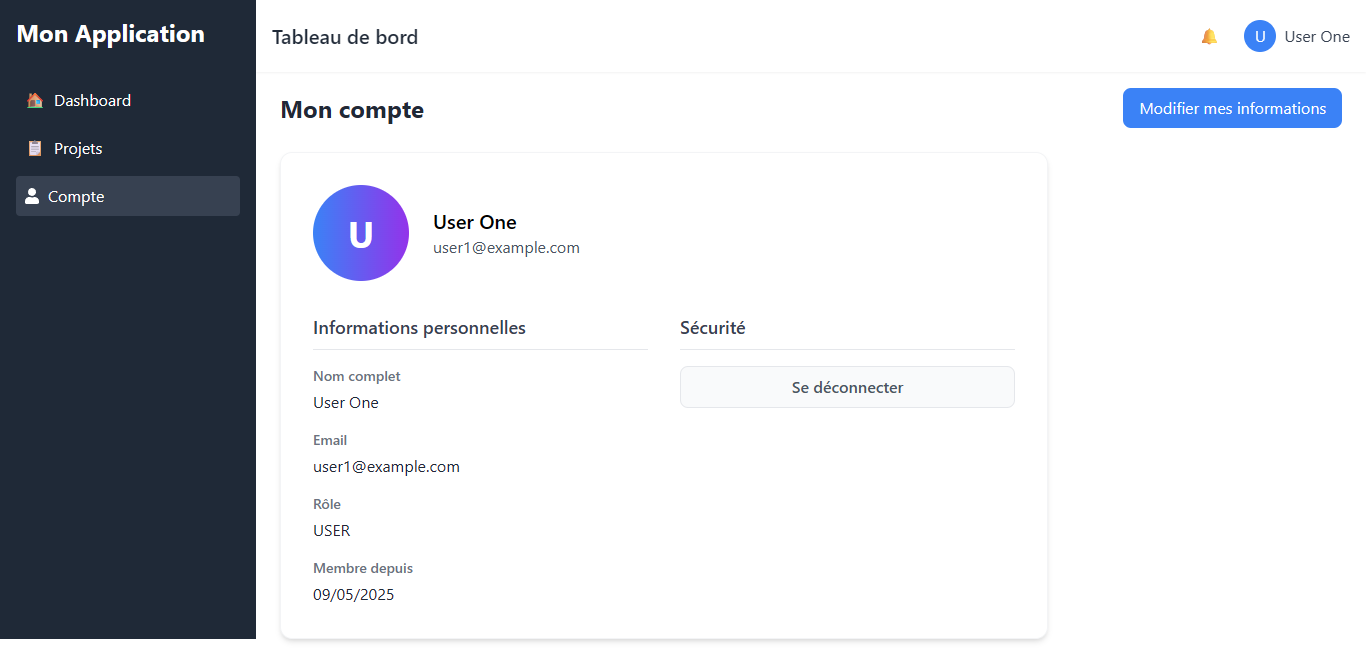 Mon Application
Dashboard
Projets
Compte
Tableau de bord
U
User One
Mon compte
Modifier mes informations
U
User One
user1@example.com
Informations personnelles
Nom complet
User One
Email
user1@example.com
Rôle
USER
Membre depuis
09/05/2025
Sécurité
Se déconnecter